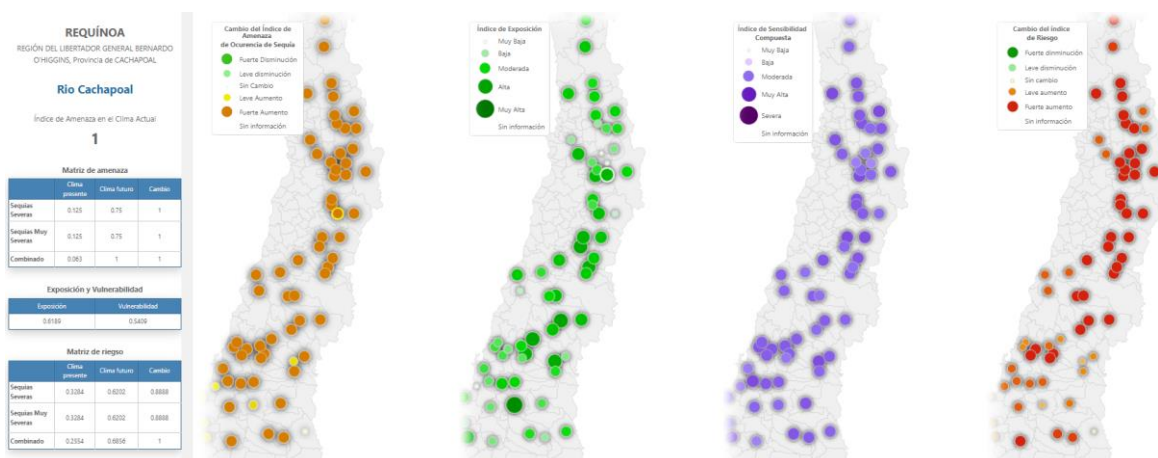 REQUÍNOA
REGIÓN DEL LIBERTADOR GENERAL BERNARDO
O'HIGGINS, Provincia de CACHAPOAL
Rio Cachapoal
Índice de Amenaza en el Clima Actual
1
Matriz de amenaza
Clima presente Clima futuro Cambio
Sequías Severas 0.125 0.75 1
Sequías Muy Severas 0.125 0.75 1
Combinado 0.063 1 1
Exposición y Vulnerabilidad
Exposición Vulnerabilidad
0.6189 0.5409
Matriz de riegso
Clima presente Clima futuro Cambio
Sequías Severas 0.3284 0.6202 0.8888
Sequías Muy Severas 0.3284 0.6202 0.8888
Combinado 0.2554 0.6856 1
Cambio del Índice de
Amenaza
de Ocurencia de Sequía
Fuerte Disminución
Leve disminución
Sin Cambio
Leve Aumento
Fuerte Aumento
Sin información
Índice de Exposición
Muy Baja
Baja
Moderada
Alta
Muy Alta
Sin información
Índice de Sensibilidad
Compuesta
Muy Baja
Baja
Moderada
Muy Alta
Severa
Sin información
Cambio del índice
de Riesgo
Fuerte dinminución
Leve disminución
Sin cambio
Leve aumento
Fuerte aumento
Sin información